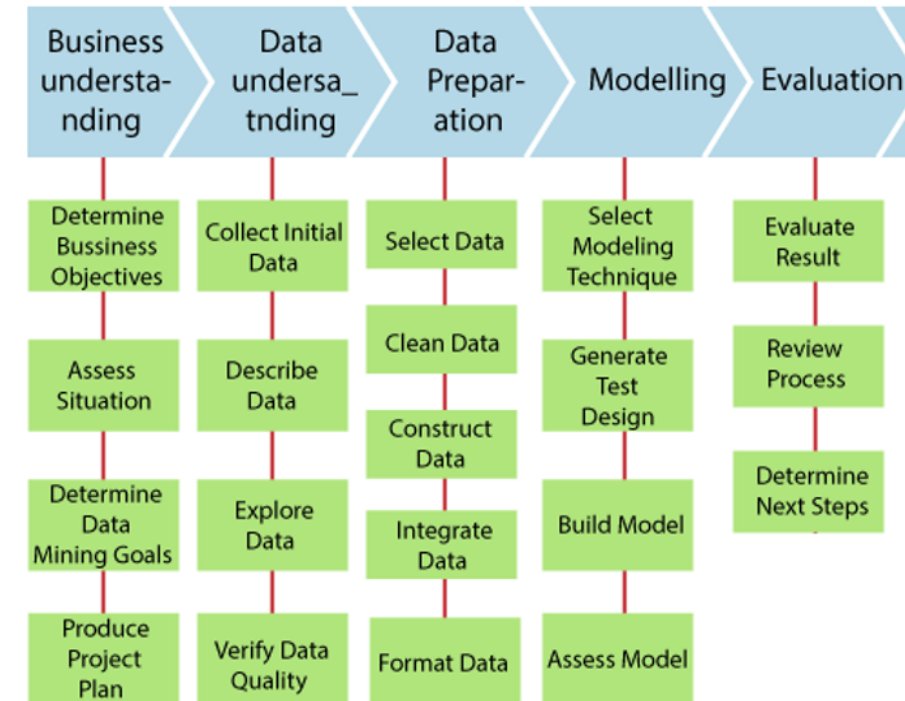 Business
understa-
nding
Data
undersa_
tnding
Data
Prepar-
ation
Modelling
Evaluation
Determine
Bussiness
Objectives
Assess
Situation
Determine
Data
Mining Goals
Produce
Project
Plan
Collect Initial
Data
Describe
Data
Explore
Data
Verify Data
Quality
Select Data
Clean Data
Construct
Data
Integrate
Data
Format Data
Select
Modeling
Technique
Generate
Test
Design
Build Model
Assess Model
Evaluate
Result
Review
Process
Determine
Next Steps